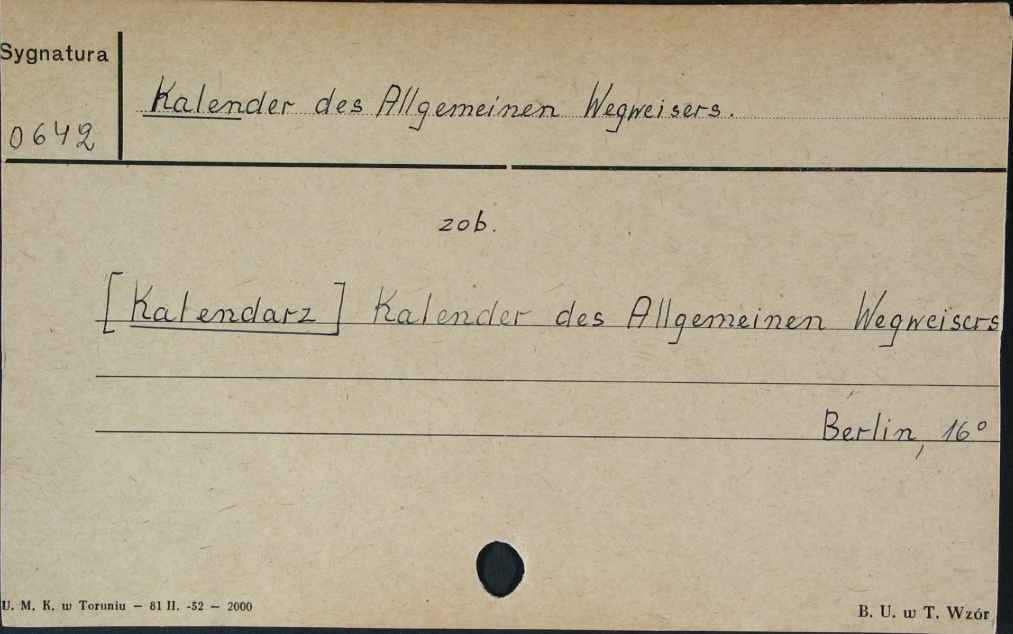 Sygnatura
Kalender des Allgemeinen Wegweisers.
0642
zob.
[Kalendarz] Kalender des Allgemeinen Wegweisers
Berlin, 16°
U. M. K. w Toruniu — 81 II. -52 — 2000
B. U. w T. Wzór